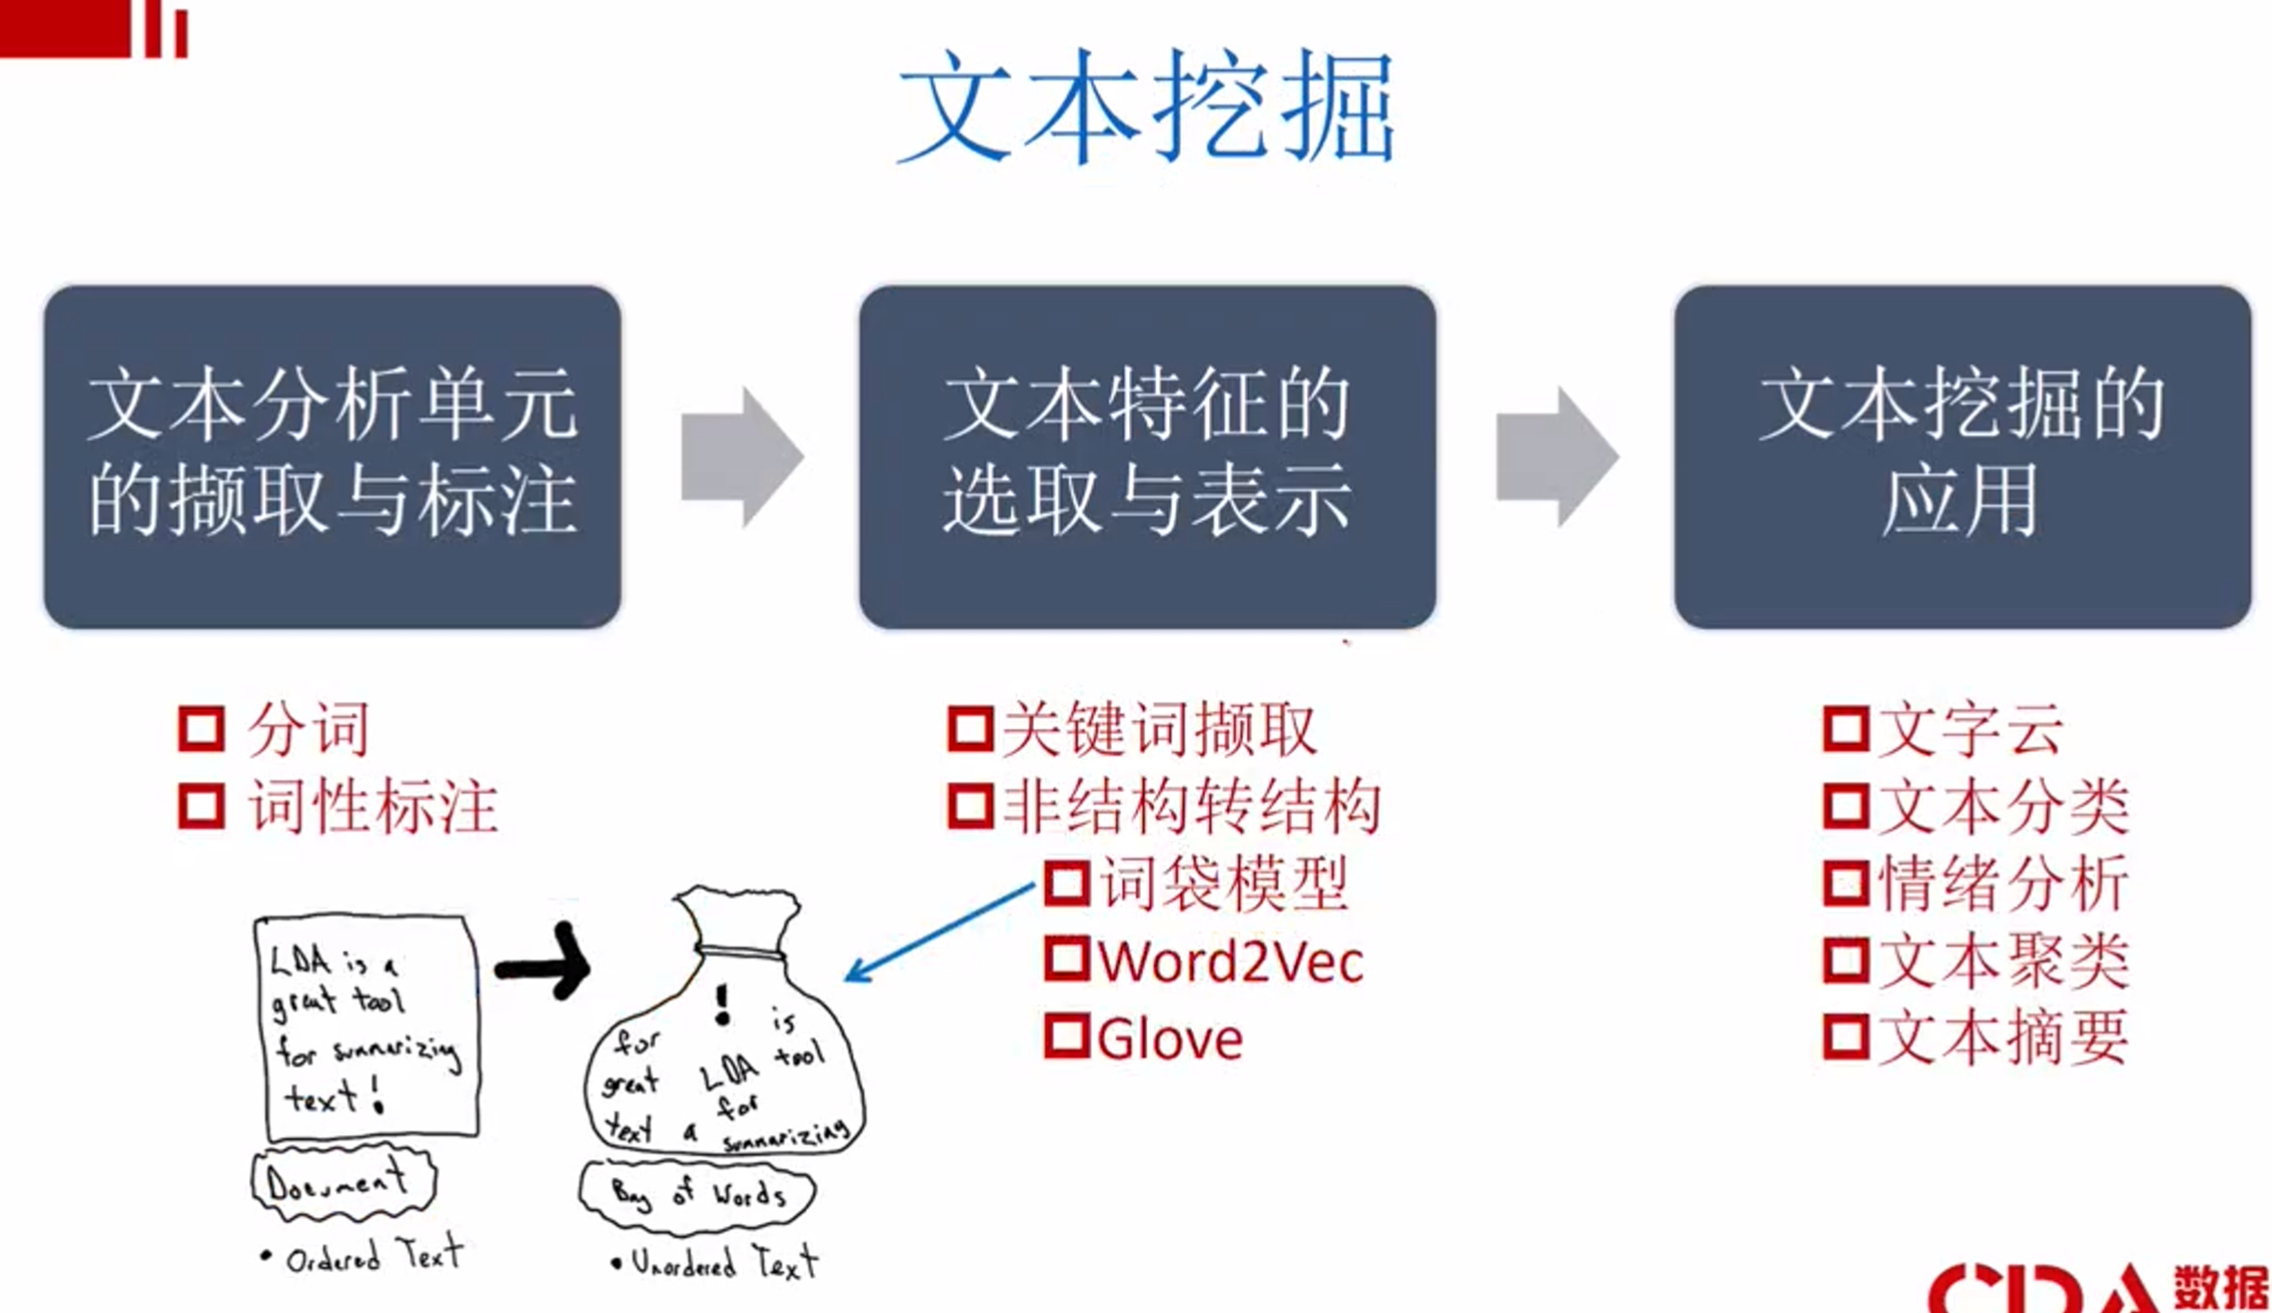 文本挖掘
文本分析单元
的撷取与标注
文本特征的
选取与表示
文本挖掘的
应用
分词
词性标注
关键词撷取
非结构转结构
词袋模型
Word2Vec
Glove
文字云
文本分类
情绪分析
文本聚类
文本摘要
LDA is a
great tool
for summarizing
text!
Document
• Ordered Text
! is
for LDA tool
great for
text a summarizing
Bag of Words
• Unordered Text
CDA数据